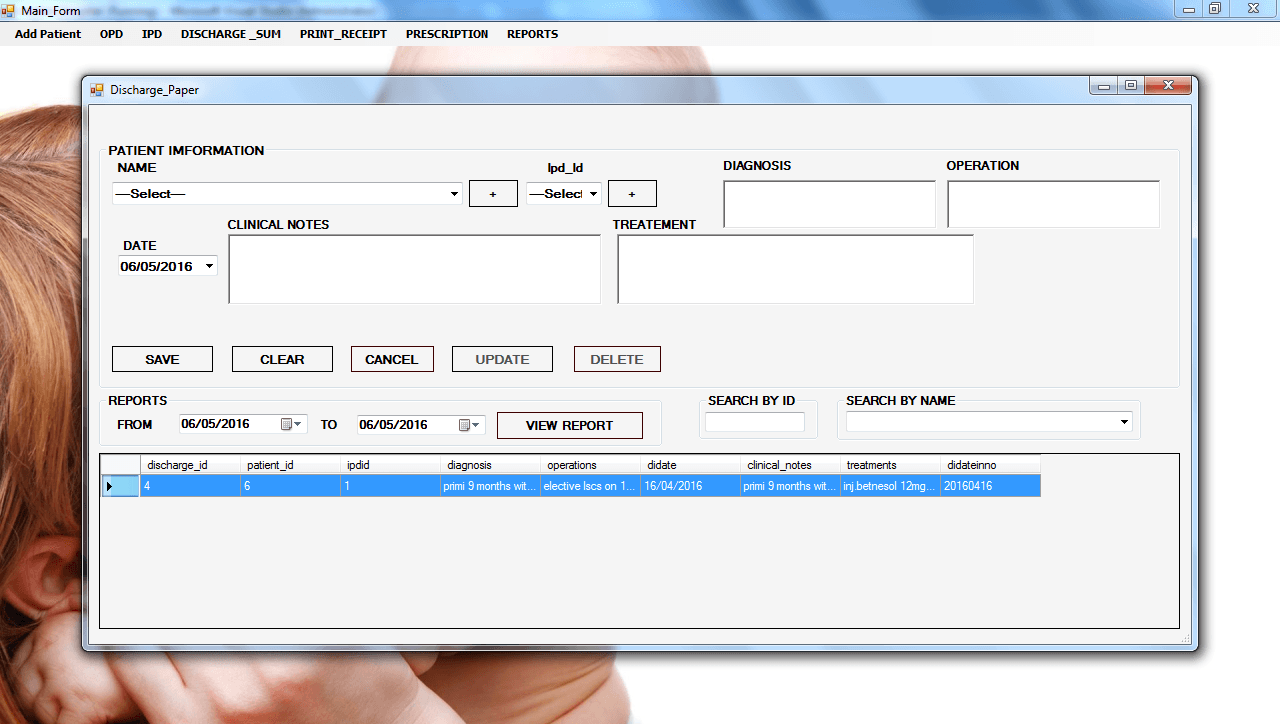 Main_Form
Add Patient OPD IPD DISCHARGE _SUM PRINT_RECEIPT PRESCRIPTION REPORTS
Discharge_Paper
PATIENT IMFORMATION
NAME Ipd_Id DIAGNOSIS OPERATION
—Select— + —Select +
CLINICAL NOTES TREATEMENT
DATE
06/05/2016
SAVE CLEAR CANCEL UPDATE DELETE
REPORTS SEARCH BY ID SEARCH BY NAME
FROM 06/05/2016 TO 06/05/2016 VIEW REPORT
discharge_id patient_id ipdid diagnosis operations didate clinical_notes treatments didateinno
4 6 1 primi 9 months wit... elective lscs on 1... 16/04/2016 primi 9 months wit... inj.betnesol 12mg... 20160416